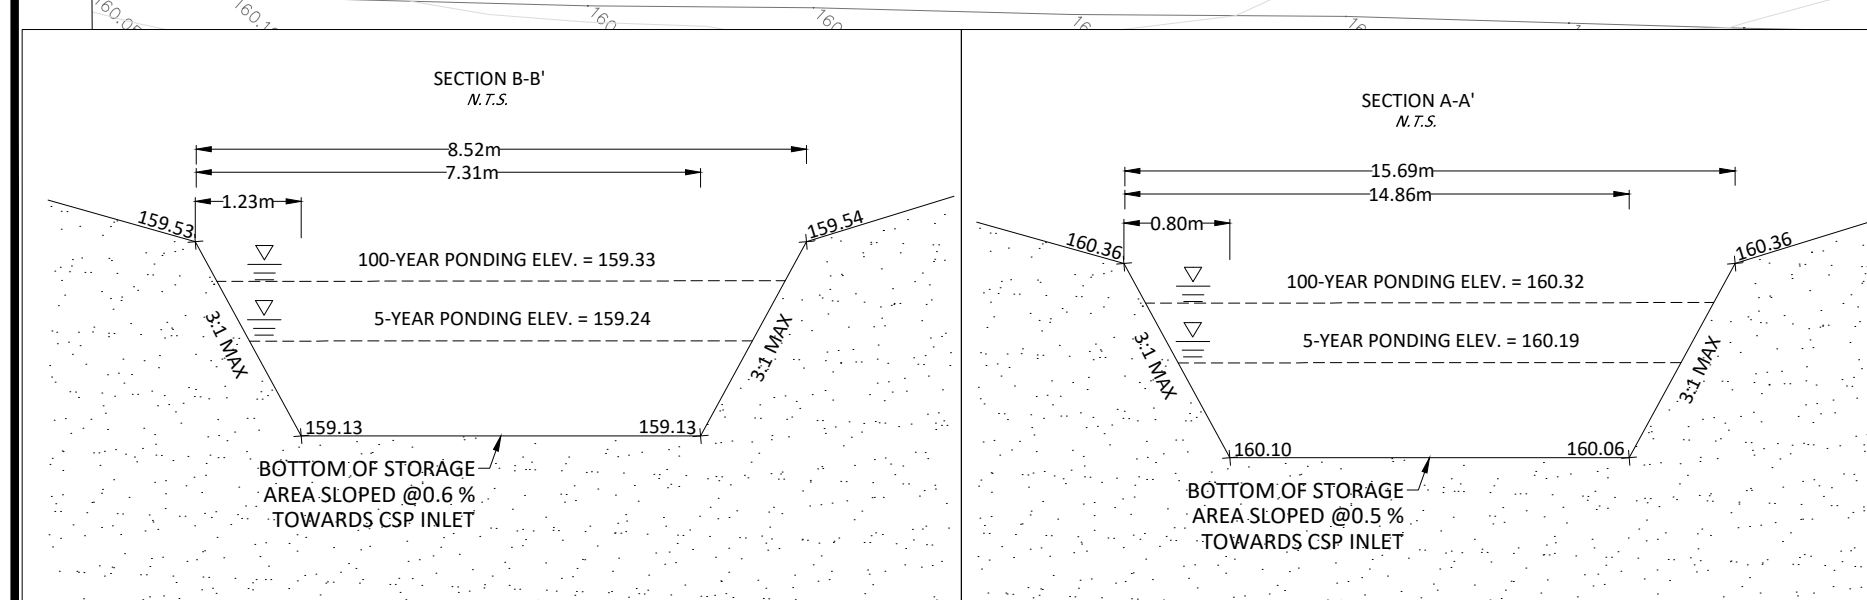 160.1
160
160
SECTION B-B'
N.T.S.
8.52m
7.31m
1.23m
159.53
159.54
100-YEAR PONDING ELEV. = 159.33
5-YEAR PONDING ELEV. = 159.24
3:1 MAX
3:1 MAX
159.13
159.13
BOTTOM OF STORAGE
AREA SLOPED @0.6 %
TOWARDS CSP INLET
SECTION A-A'
N.T.S.
15.69m
14.86m
0.80m
160.36
160.36
100-YEAR PONDING ELEV. = 160.32
5-YEAR PONDING ELEV. = 160.19
3:1 MAX
3:1 MAX
160.10
160.06
BOTTOM OF STORAGE
AREA SLOPED @0.5 %
TOWARDS CSP INLET